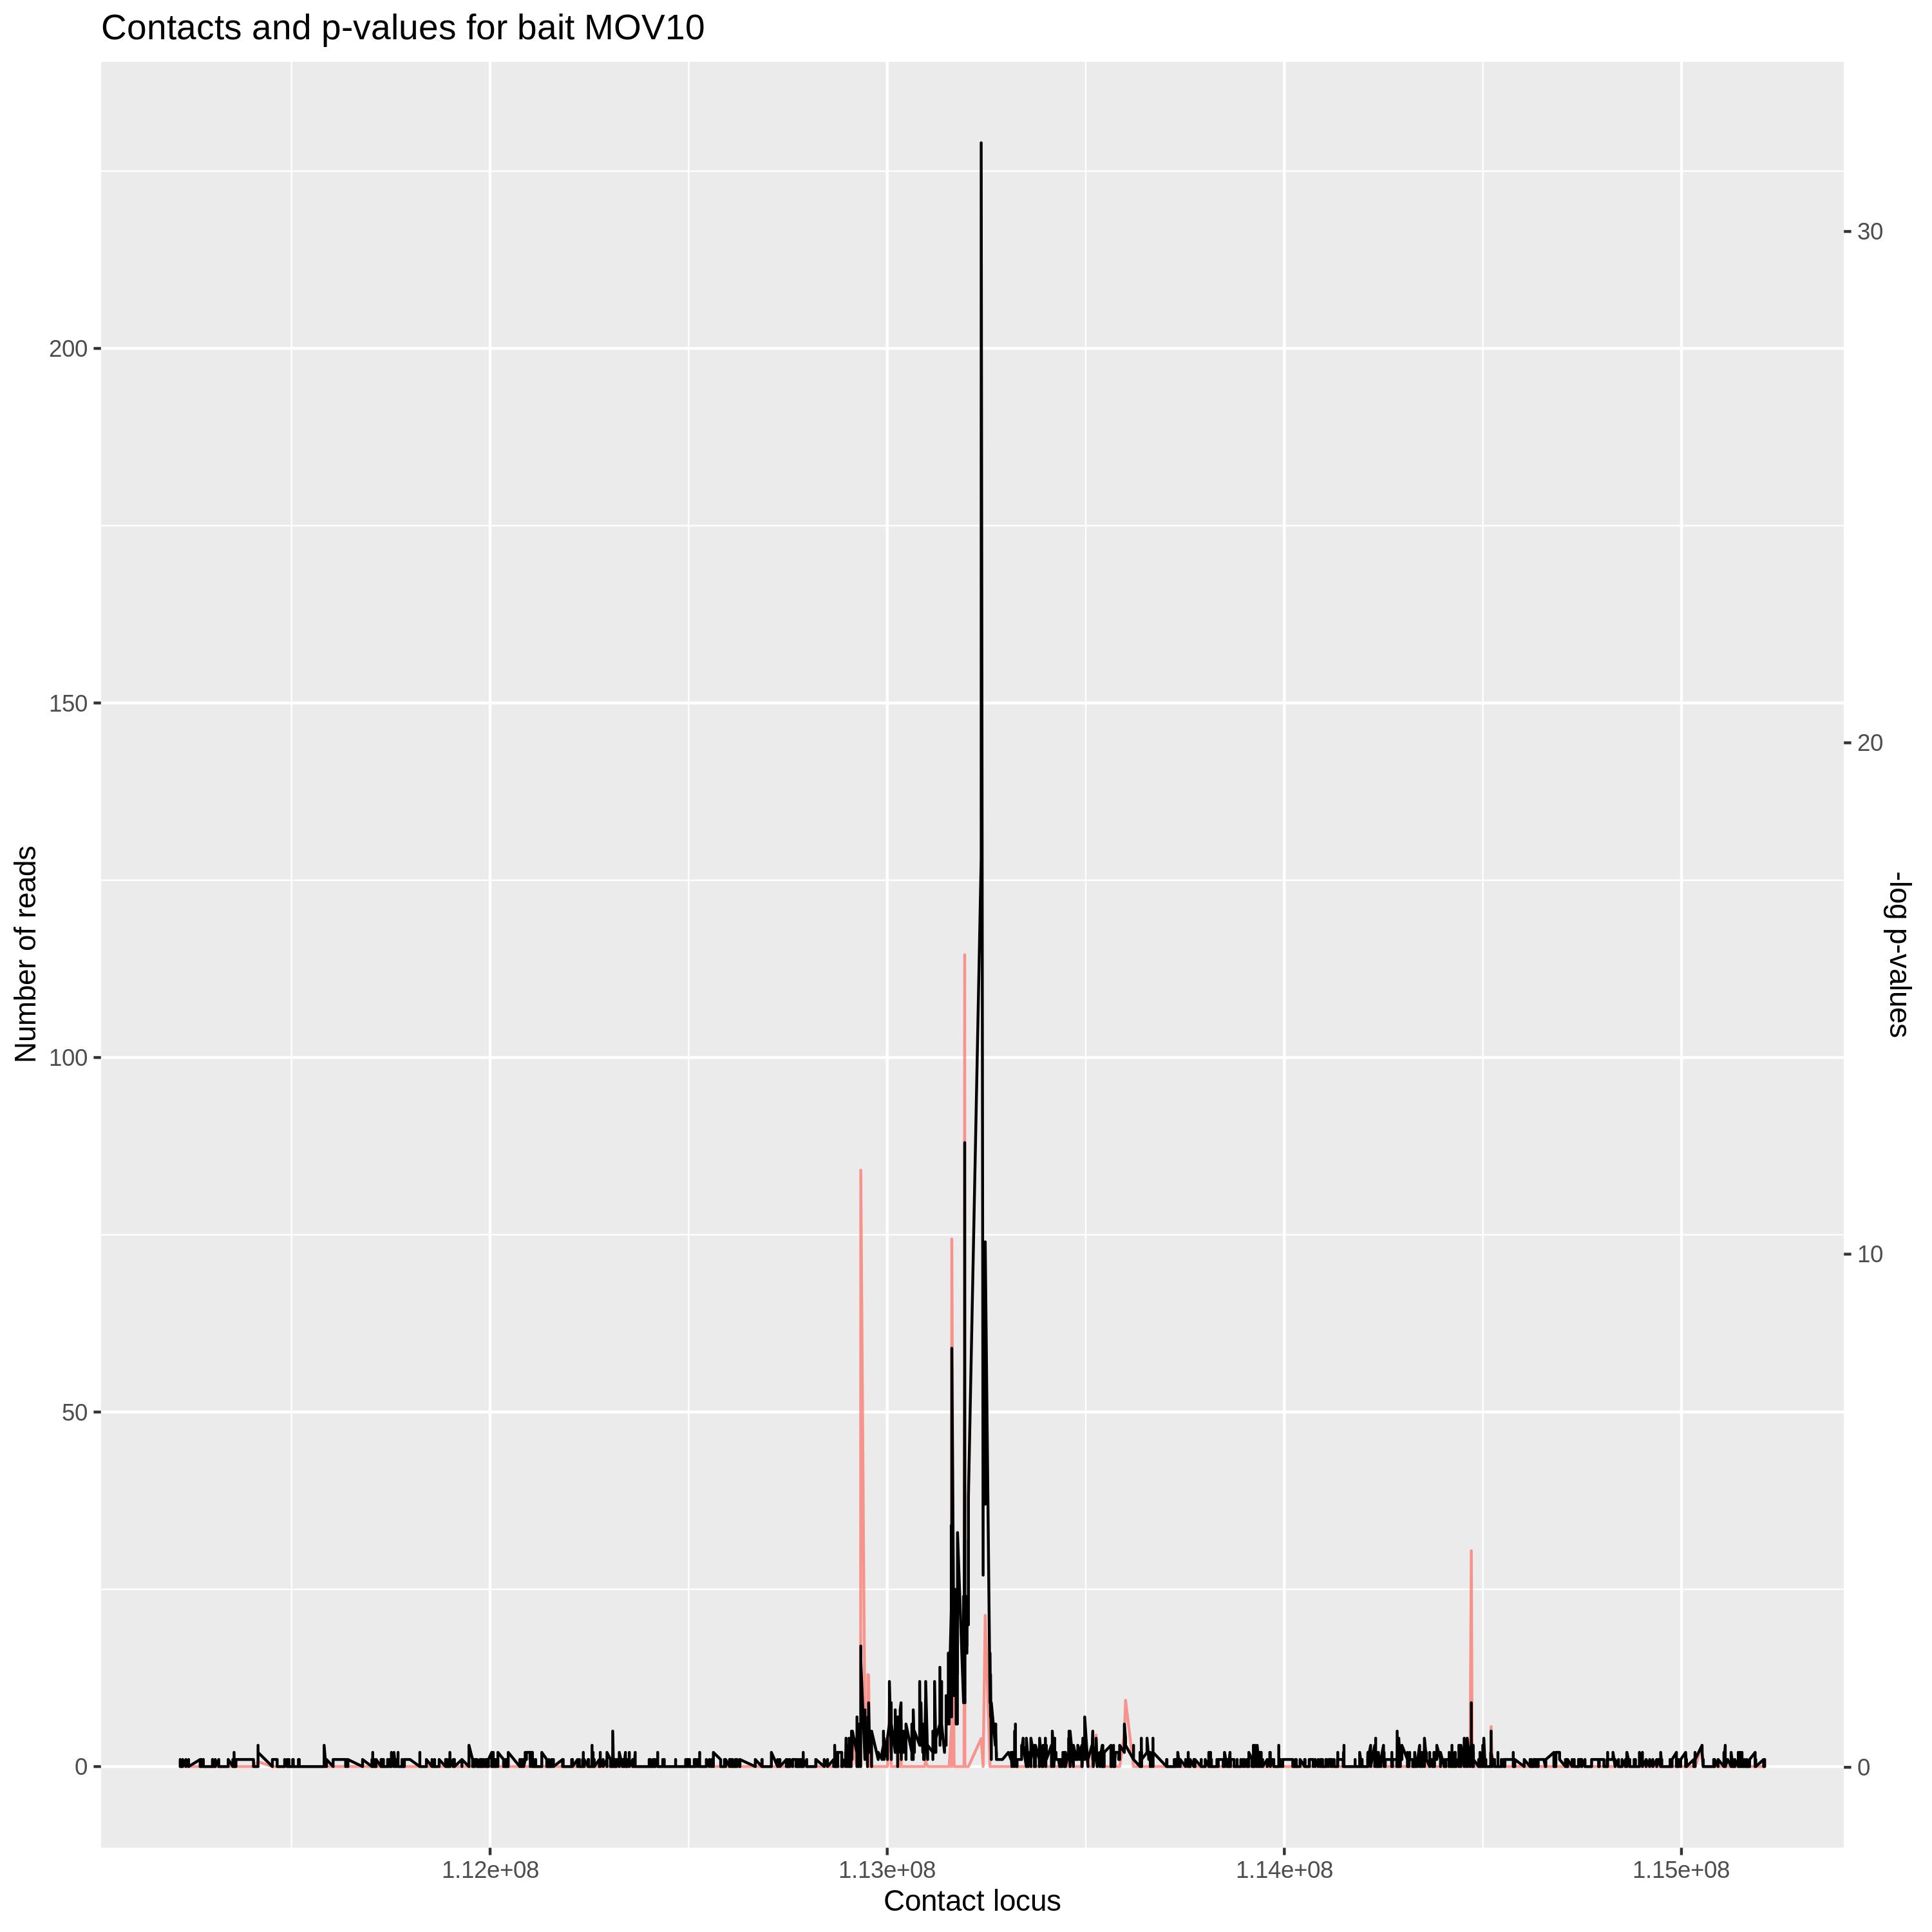 Contacts and p-values for bait MOV10
Number of reads
200
150
100
50
0
30
20
10
0
-log p-values
1.12e+08
1.13e+08
1.14e+08
1.15e+08
Contact locus